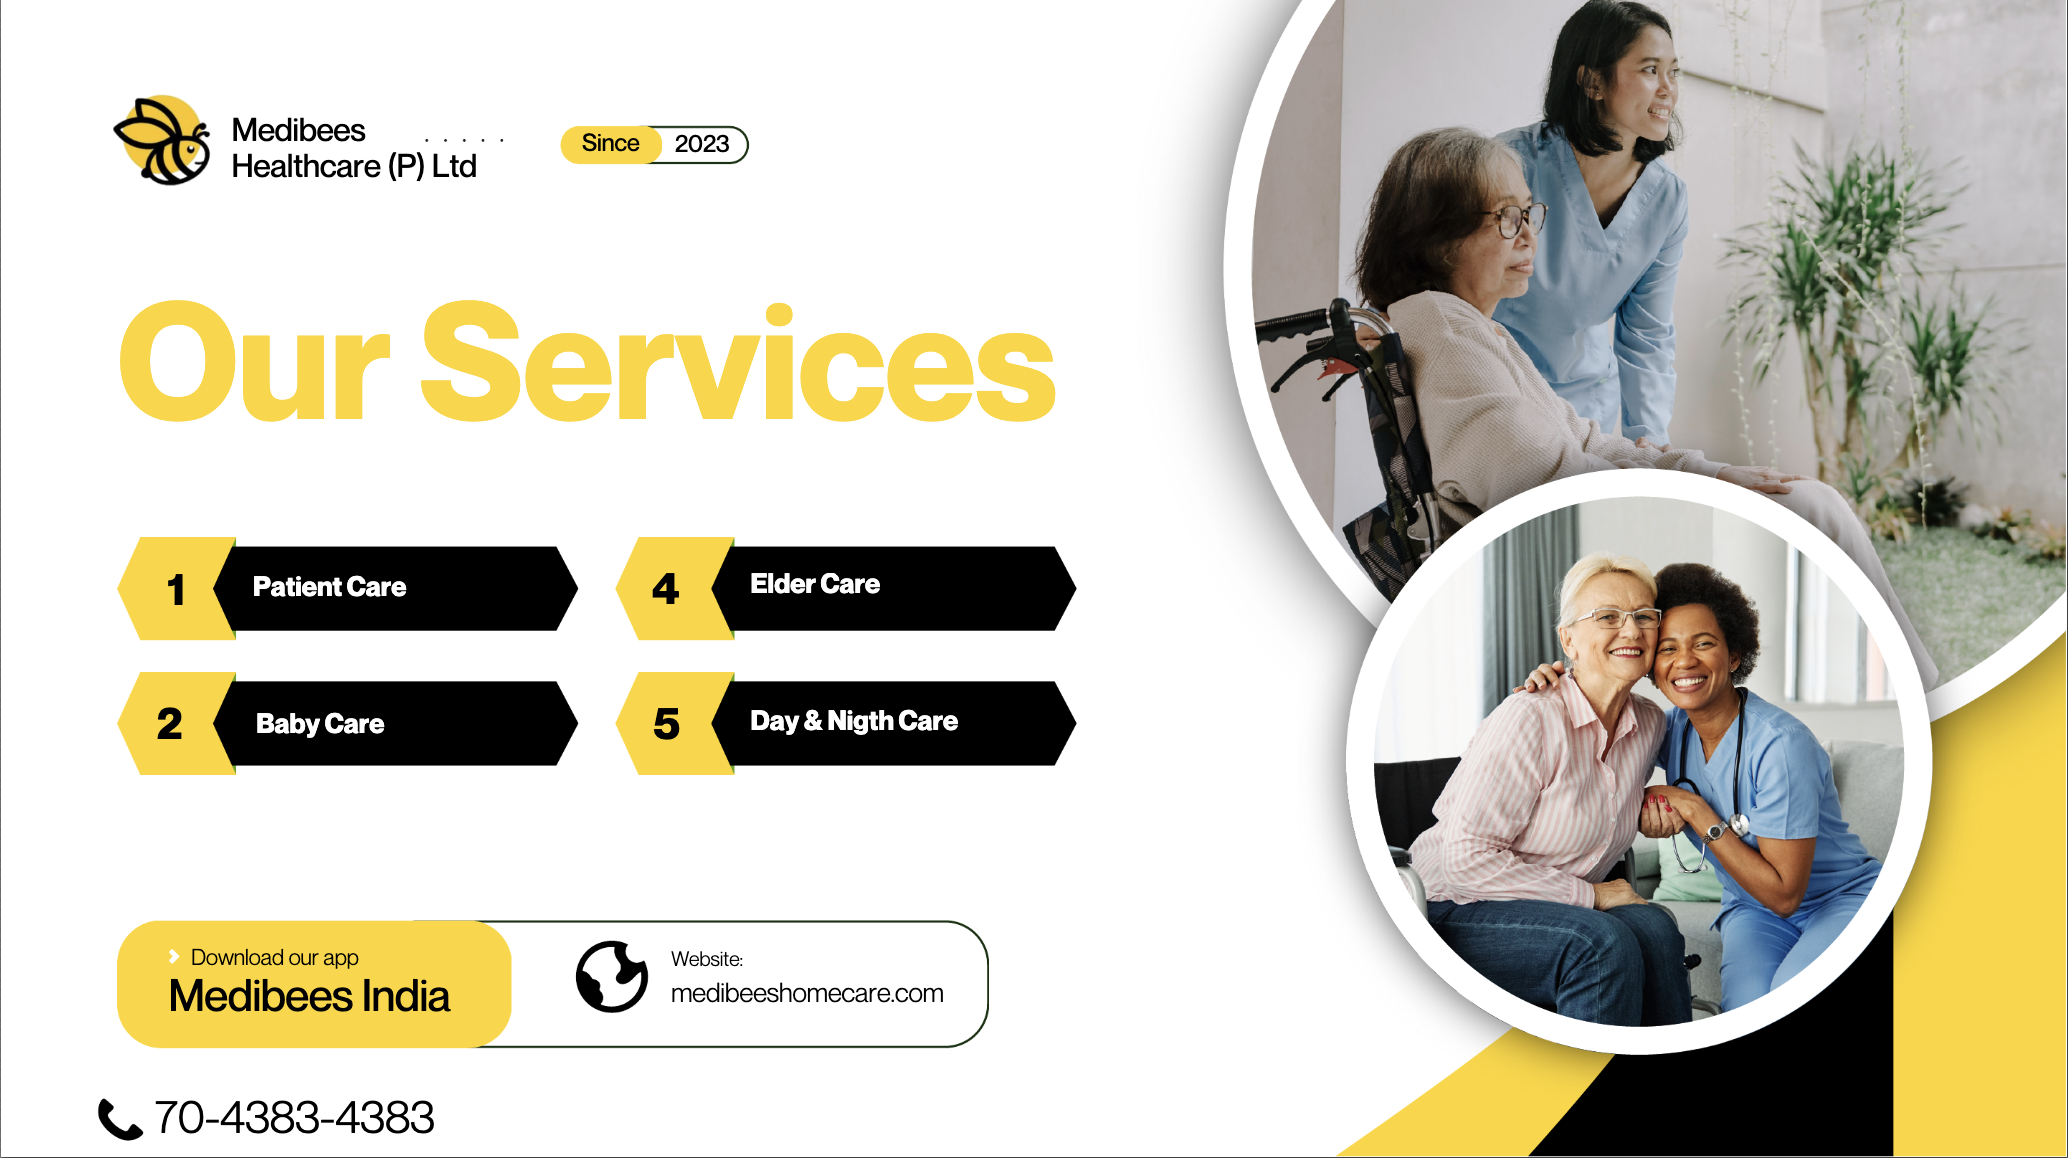 Medibees
Healthcare (P) Ltd
. . . . .
Since 2023
Our Services
1 Patient Care
2 Baby Care
4 Elder Care
5 Day & Nigth Care
Download our app
Medibees India
Website:
medibeeshomecare.com
70-4383-4383